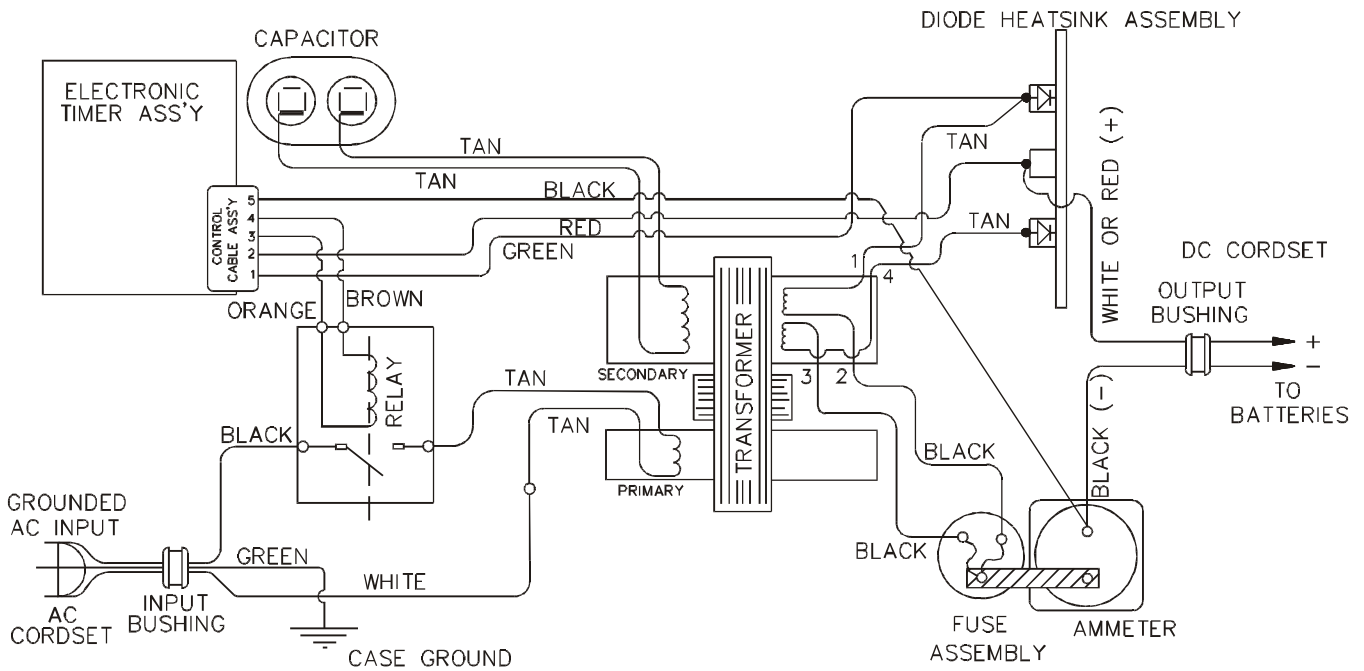 DIODE HEATSINK ASSEMBLY
CAPACITOR
ELECTRONIC
TIMER ASS'Y
TAN
TAN
TAN
BLACK
5
4
3
2
1
CONTROL
CABLE ASS'Y
RED
GREEN
TAN
WHITE OR RED (+)
DC CORDSET
1
4
OUTPUT
BUSHING
ORANGE
BROWN
TRANSFORMER
+
-
SECONDARY
3
2
TO
BATTERIES
RELAY
TAN
TAN
BLACK
BLACK
BLACK (-)
PRIMARY
GROUNDED
AC INPUT
GREEN
BLACK
WHITE
AC
CORDSET
INPUT
BUSHING
FUSE
ASSEMBLY
AMMETER
CASE GROUND